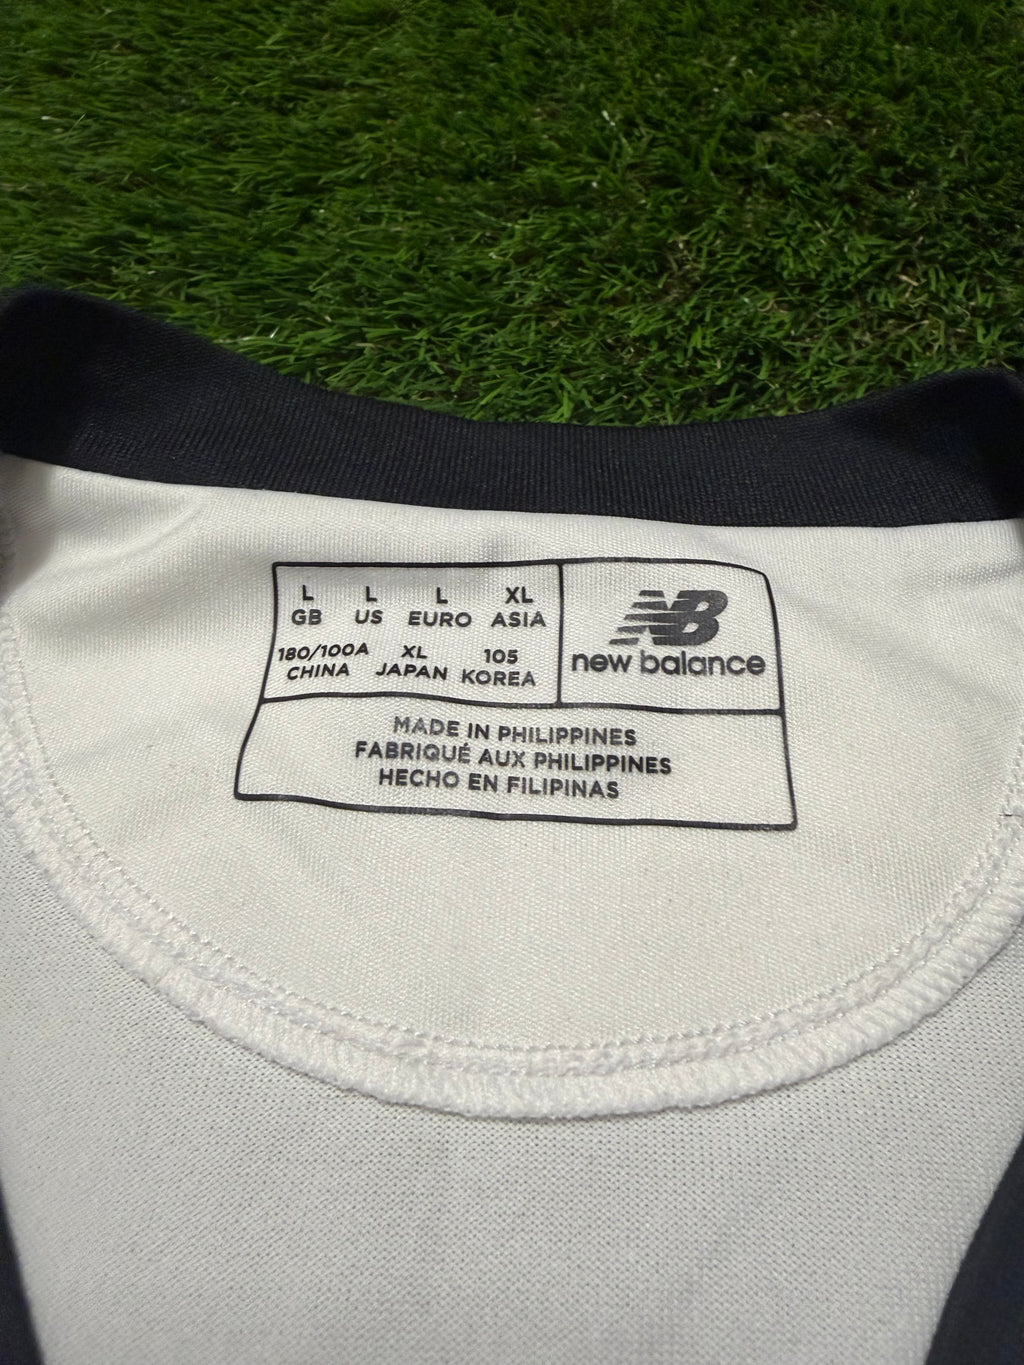 L L L XL
GB US EURO ASIA
180/100A XL 105
CHINA JAPAN KOREA
NB
new balance
MADE IN PHILIPPINES
FABRIQUÉ AUX PHILIPPINES
HECHO EN FILIPINAS